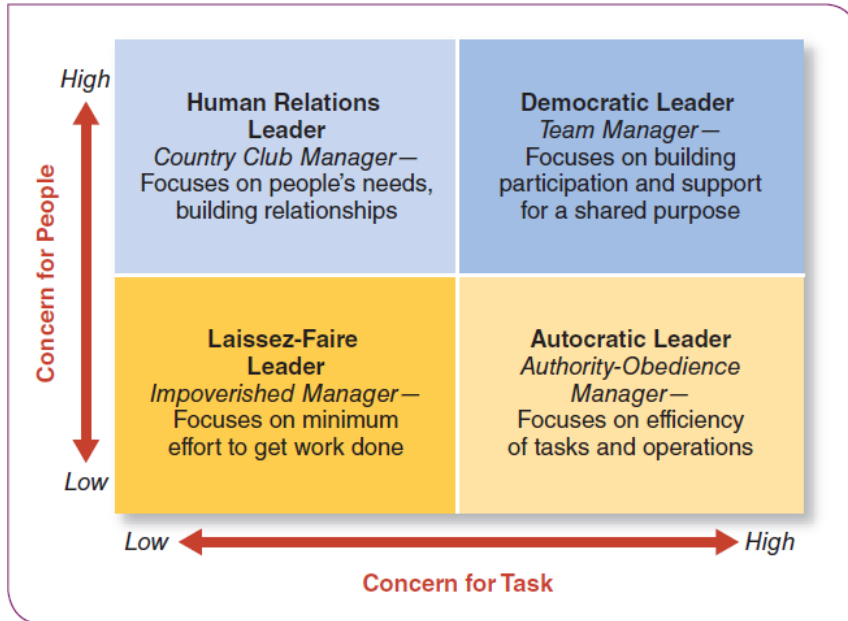 High
Concern for People
Low
Human Relations
Leader
Country Club Manager—
Focuses on people's needs,
building relationships
Democratic Leader
Team Manager—
Focuses on building
participation and support
for a shared purpose
Laissez-Faire
Leader
Impoverished Manager—
Focuses on minimum
effort to get work done
Autocratic Leader
Authority-Obedience
Manager—
Focuses on efficiency
of tasks and operations
Low
High
Concern for Task